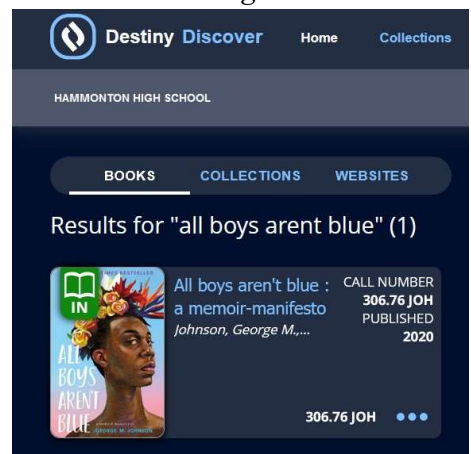 Destiny Discover Home Collections
HAMMONTON HIGH SCHOOL
BOOKS COLLECTIONS WEBSITES
Results for "all boys arent blue" (1)
IN
All boys aren't blue :
a memoir-manifesto
Johnson, George M.,...
CALL NUMBER
306.76 JOH
PUBLISHED
2020
BESTSELLER
ALL
BOYS
AREN'T
BLUE
GEORGE M. JOHNSON
306.76 JOH